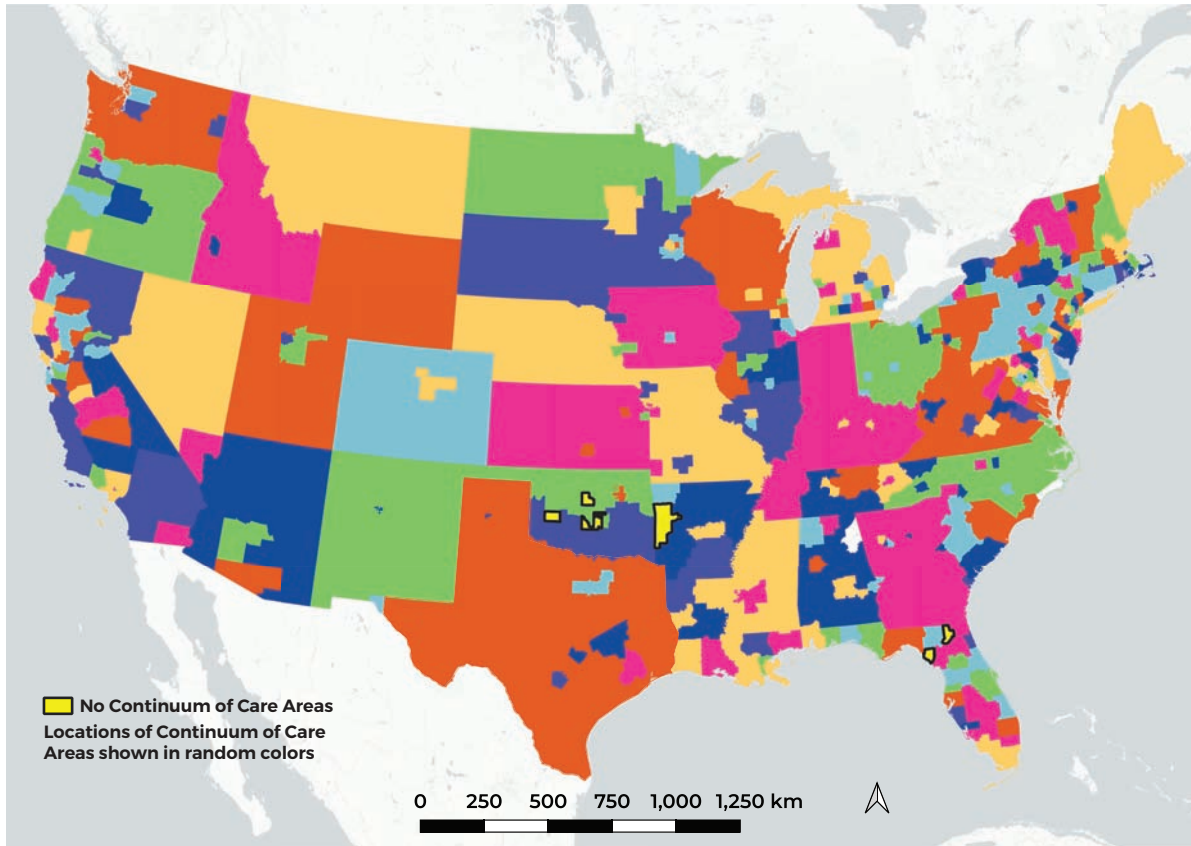 No Continuum of Care Areas
Locations of Continuum of Care
Areas shown in random colors
0 250 500 750 1,000 1,250 km